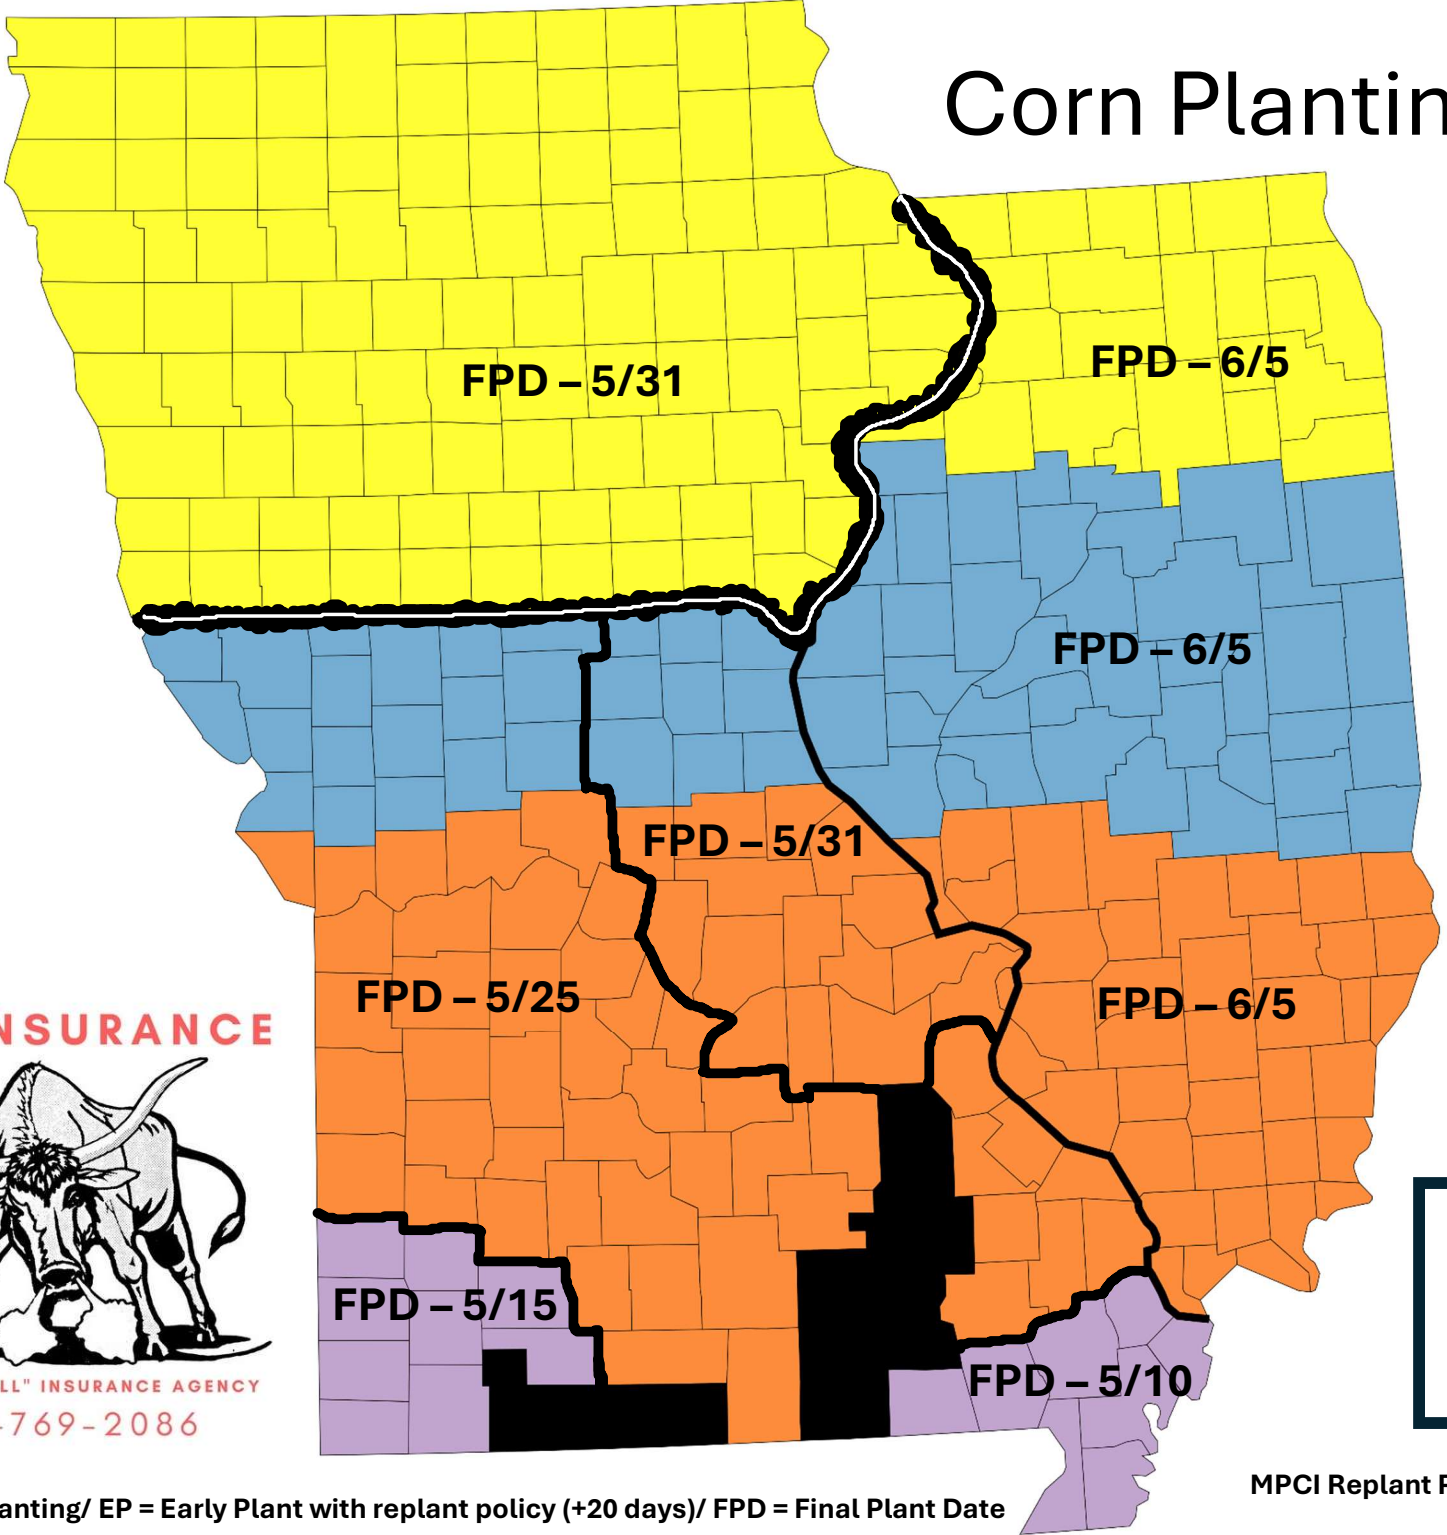 Corn Plantin
FPD – 5/31
FPD – 6/5
FPD – 6/5
FPD – 5/31
FPD – 5/25
FPD – 6/5
NSURANCE
FPD – 5/15
FPD – 5/10
LL" INSURANCE AGENCY
-769-2086
MPCI Replant P
anting/ EP = Early Plant with replant policy (+20 days)/ FPD = Final Plant Date